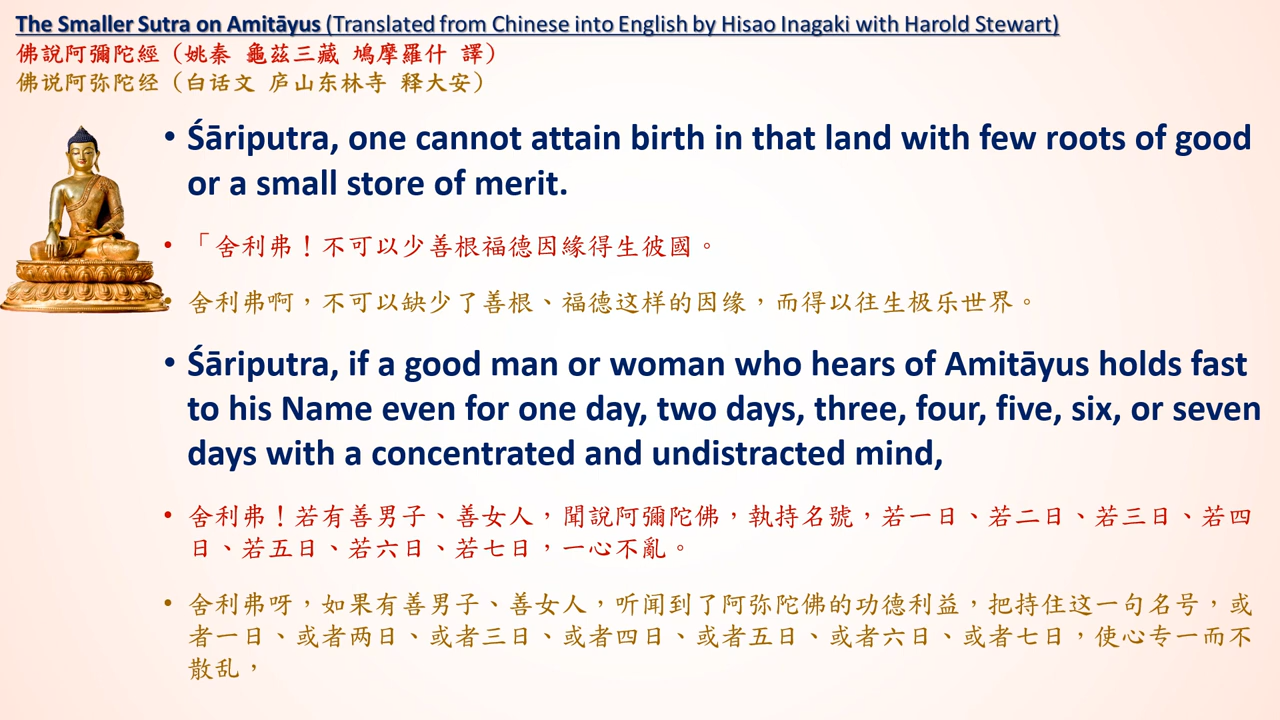 The Smaller Sutra on Amitāyus (Translated from Chinese into English by Hisao Inagaki with Harold Stewart)
佛說阿彌陀經（姚秦 龜茲三藏 鳩摩羅什 譯）
佛说阿弥陀经（白话文 庐山东林寺 释大安）
• Śāriputra, one cannot attain birth in that land with few roots of good
or a small store of merit.
• 「舍利弗！不可以少善根福德因緣得生彼國。
• 舍利弗啊，不可以缺少了善根、福德这样的因缘，而得以往生极乐世界。
• Śāriputra, if a good man or woman who hears of Amitāyus holds fast
to his Name even for one day, two days, three, four, five, six, or seven
days with a concentrated and undistracted mind,
• 舍利弗！若有善男子、善女人，聞說阿彌陀佛，執持名號，若一日、若二日、若三日、若四
日、若五日、若六日、若七日，一心不亂。
• 舍利弗呀，如果有善男子、善女人，听闻到了阿弥陀佛的功德利益，把持住这一句名号，或
者一日、或者两日、或者三日、或者四日、或者五日、或者六日、或者七日，使心专一而不
散乱，